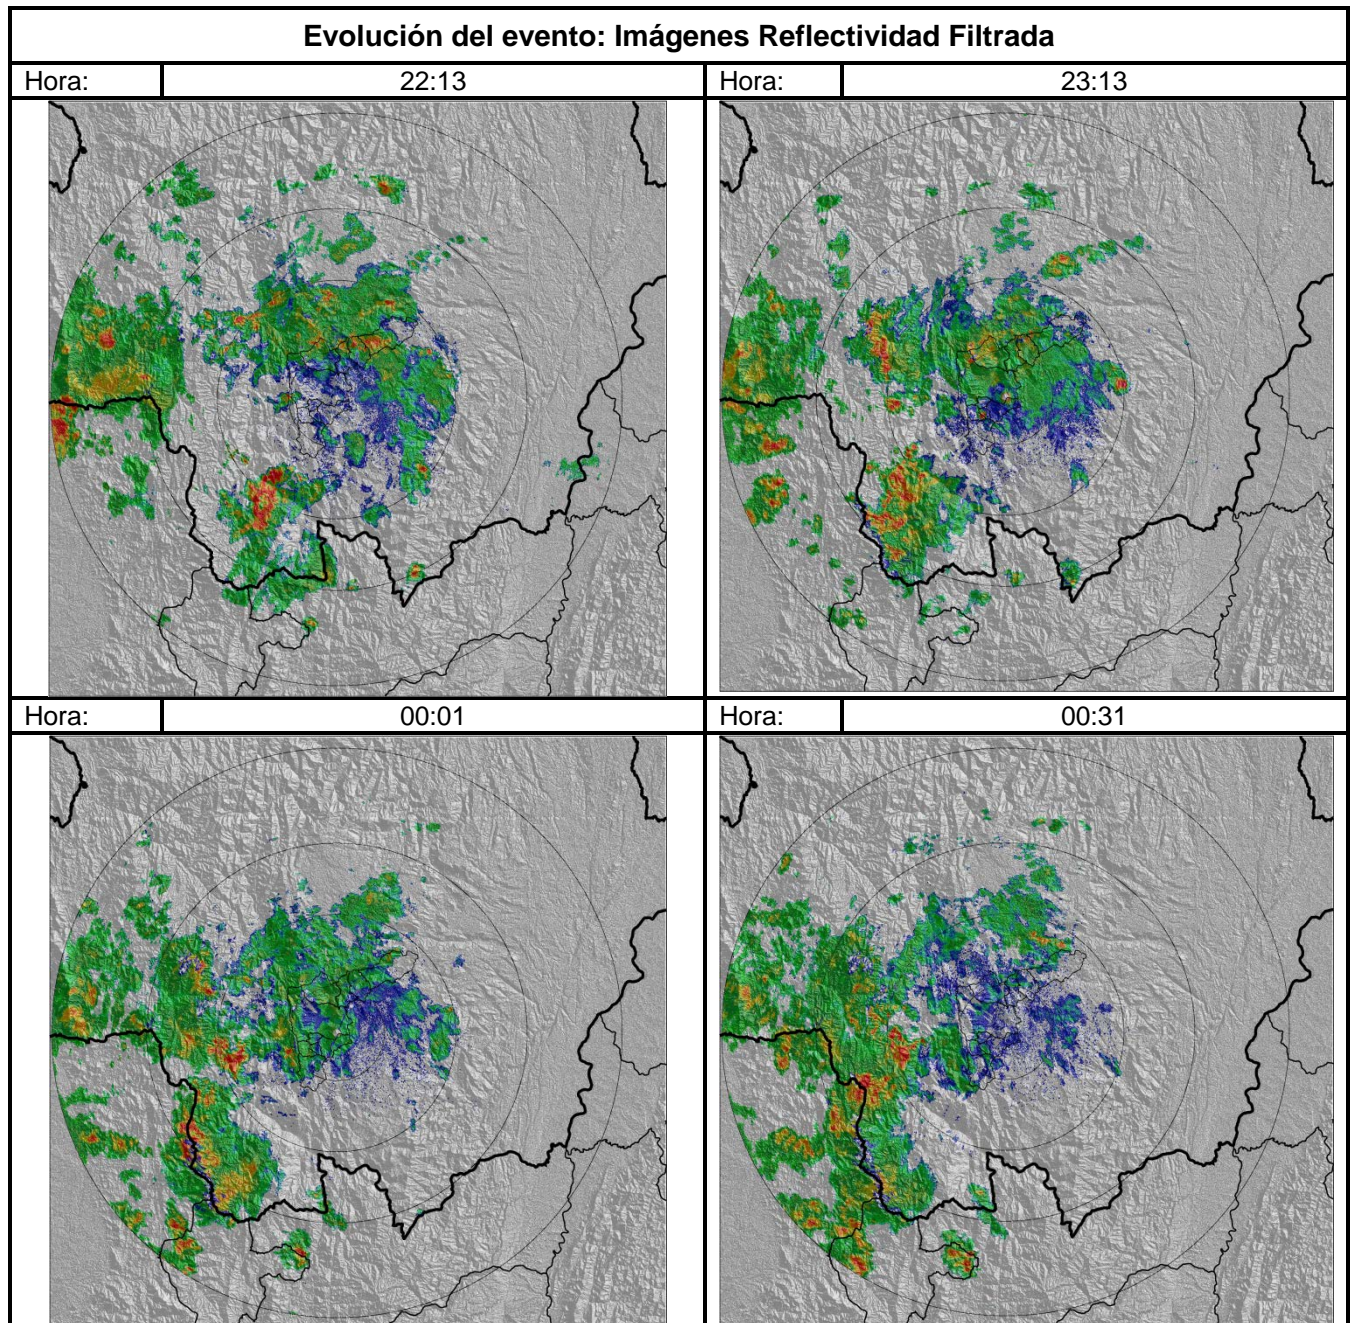 Evolución del evento: Imágenes Reflectividad Filtrada
Hora: 22:13 Hora: 23:13
Hora: 00:01 Hora: 00:31